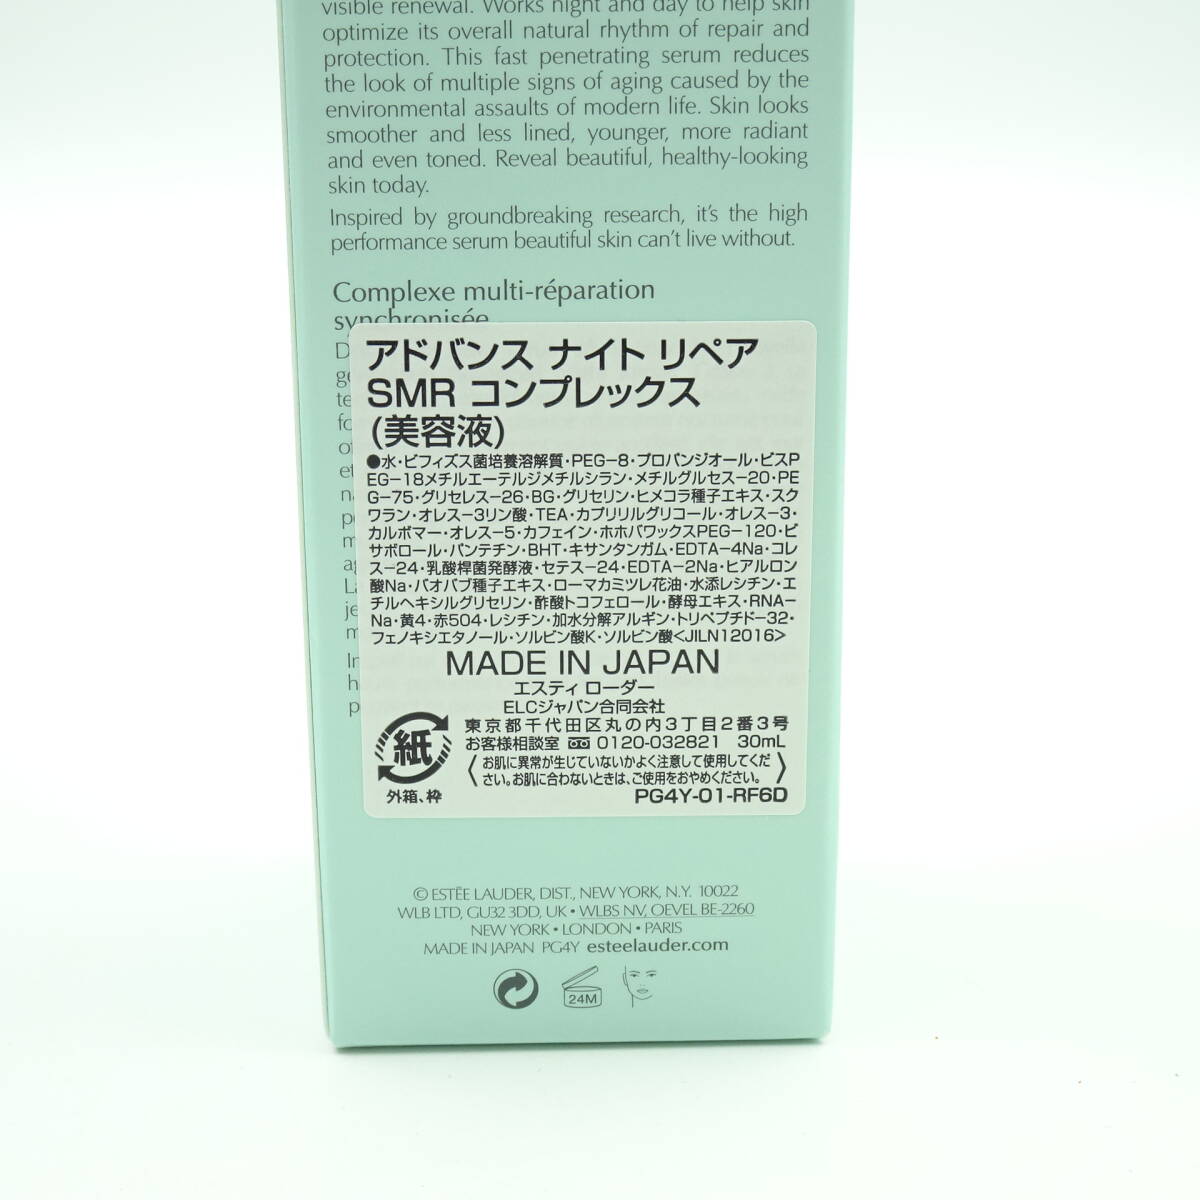 visible renewal. Works night and day to help skin
optimize its overall natural rhythm of repair and
protection. This fast penetrating serum reduces
the look of multiple signs of aging caused by the
environmental assaults of modern life. Skin looks
smoother and less lined, younger, more radiant
and even toned. Reveal beautiful, healthy-looking
skin today.
Inspired by groundbreaking research, it's the high
performance serum beautiful skin can't live without.
Complexe multi-réparation
synchronisée
アドバンス ナイト リペア
SMR コンプレックス
(美容液)
●水・ビフィズス菌培養溶解質・PEG-8・プロパンジオール・ビスP
EG-18メチルエーテルジメチルシラン・メチルグルセス-20・PE
G-75・グリセレス-26・BG・グリセリン・ヒメコラ種子エキス・スク
ワラン・オレス-3リン酸・TEA・カプリリルグリコール・オレス-3・
カルボマー・オレス-5・カフェイン・ホホバワックスPEG-120・ビ
サボロール・パンテチン・BHT・キサンタンガム・EDTA-4Na・コレ
ス-24・乳酸桿菌発酵液・セテス-24・EDTA-2Na・ヒアルロン
酸Na・バオバブ種子エキス・ローマカミツレ花油・水添レシチン・エ
チルヘキシルグリセリン・酢酸トコフェロール・酵母エキス・RNA-
Na・黄4・赤504・レシチン・加水分解アルギン・トリペプチド-32・
フェノキシエタノール・ソルビン酸K・ソルビン酸<JILN12016>
MADE IN JAPAN
エスティ ローダー
ELCジャパン合同会社
東京都千代田区丸の内3丁目2番3号
お客様相談室 0120-032821 30mL
〈お肌に異常が生じていないかよく注意して使用してくだ
さい。お肌に合わないときは、ご使用をおやめください。〉
紙
外箱、枠
PG4Y-01-RF6D
© ESTĒE LAUDER, DIST., NEW YORK, N.Y. 10022
WLB LTD, GU32 3DD, UK • WLBS NV, OEVEL BE-2260
NEW YORK • LONDON • PARIS
MADE IN JAPAN PG4Y esteelauder.com
24M